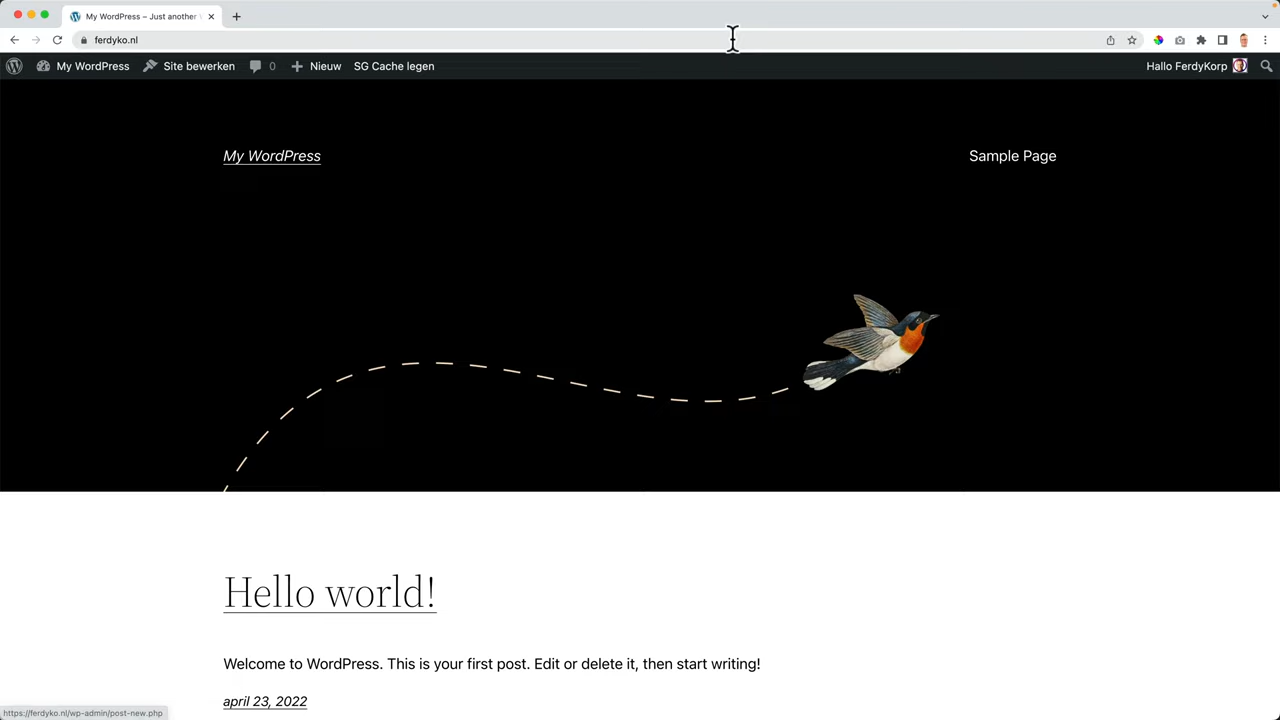 My WordPress – Just another
ferdyko.nl
My WordPress
Site bewerken
0
Nieuw
SG Cache legen
Hallo FerdyKorp
My WordPress
Sample Page
Hello world!
Welcome to WordPress. This is your first post. Edit or delete it, then start writing!
april 23, 2022
https://ferdyko.nl/wp-admin/post-new.php